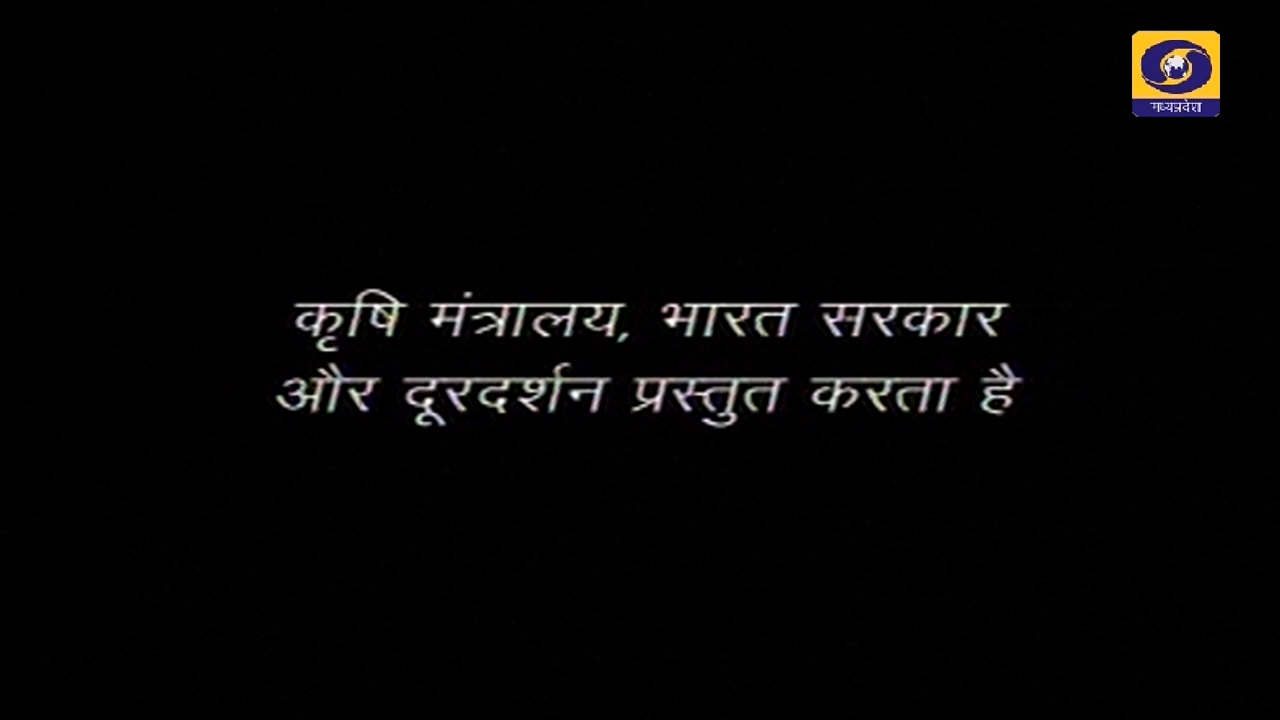 मध्यप्रदेश
कृषि मंत्रालय, भारत सरकार
और दूरदर्शन प्रस्तुत करता है